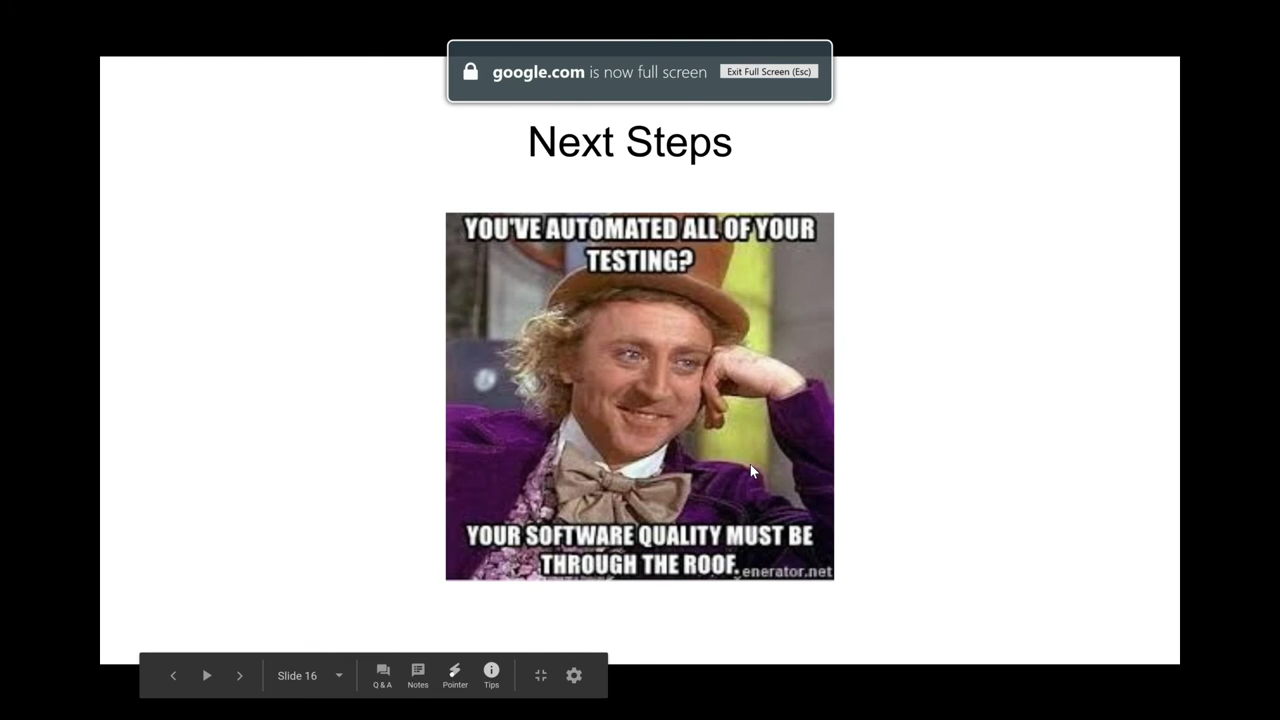 google.com is now full screen Exit Full Screen (Esc)
Next Steps
YOU'VE AUTOMATED ALL OF YOUR
TESTING?
YOUR SOFTWARE QUALITY MUST BE
THROUGH THE ROOF.
enerator.net
Slide 16
Q & A Notes Pointer Tips